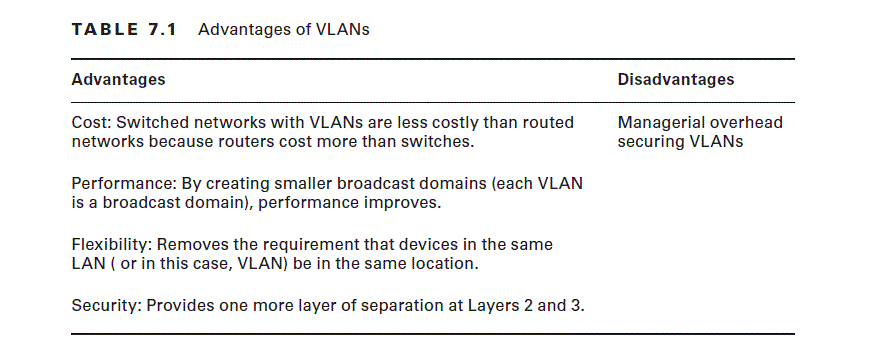 TABLE 7.1 Advantages of VLANs
Advantages Disadvantages
Cost: Switched networks with VLANs are less costly than routed
networks because routers cost more than switches.
Managerial overhead
securing VLANs
Performance: By creating smaller broadcast domains (each VLAN
is a broadcast domain), performance improves.
Flexibility: Removes the requirement that devices in the same
LAN ( or in this case, VLAN) be in the same location.
Security: Provides one more layer of separation at Layers 2 and 3.